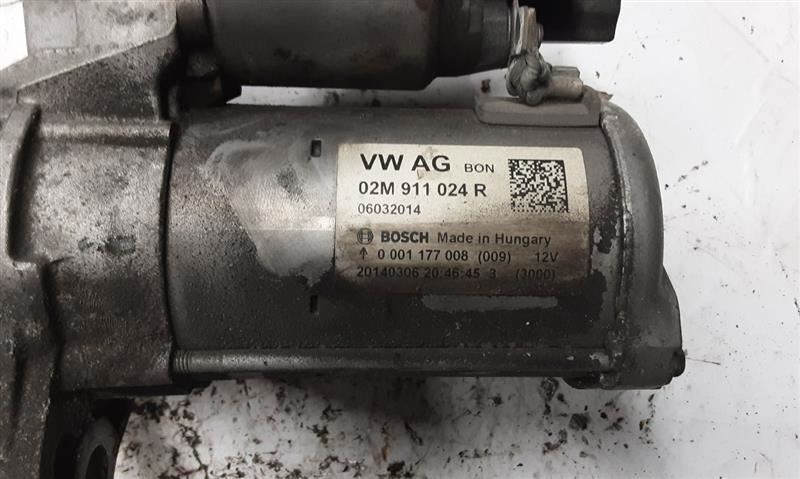 VW AG BON
02M 911 024 R
06032014
BOSCH Made in Hungary
↑ 0 001 177 008 (009) 12V
20140306 20:46:45 3 (3000)